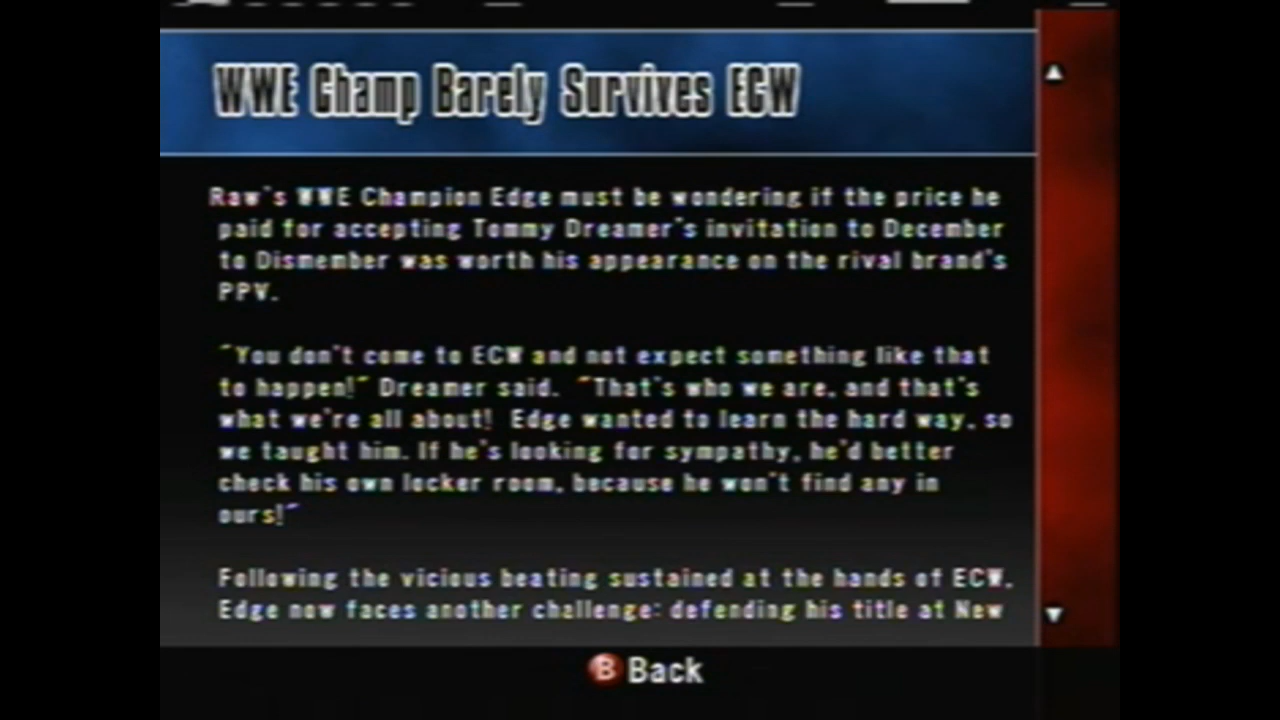 WWE Champ Barely Survives ECW
Raw's WWE Champion Edge must be wondering if the price he
paid for accepting Tommy Dreamer's invitation to December
to Dismember was worth his appearance on the rival brand's
PPV.
"You don't come to ECW and not expect something like that
to happen!" Dreamer said.  "That's who we are, and that's
what we're all about!  Edge wanted to learn the hard way, so
we taught him. If he's looking for sympathy, he'd better
check his own locker room, because he won't find any in
ours!"
Following the vicious beating sustained at the hands of ECW,
Edge now faces another challenge: defending his title at New
B Back